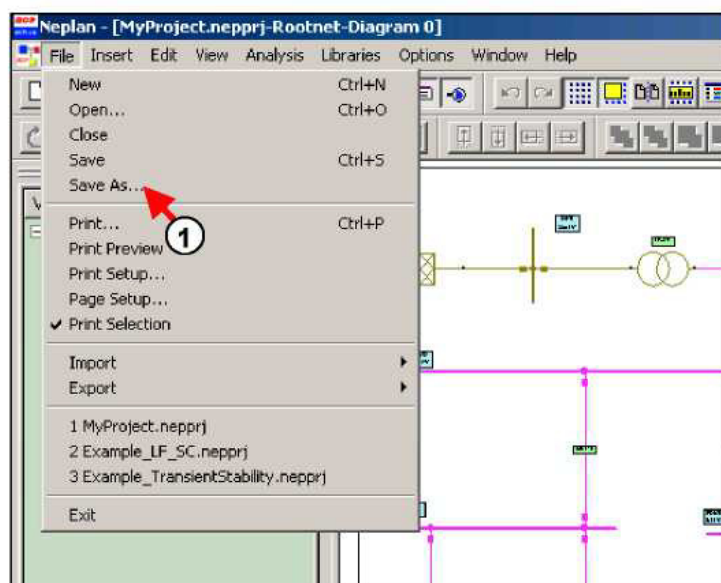 Neplan - [MyProject.nepprj-Rootnet-Diagram 0]
File Insert Edit View Analysis Libraries Options Window Help
New Ctrl+N
Open... Ctrl+O
Close
Save Ctrl+S
Save As...
1
Print... Ctrl+P
Print Preview
Print Setup...
Page Setup...
Print Selection
Import
Export
1 MyProject.nepprj
2 Example_LF_SC.nepprj
3 Example_TransientStability.nepprj
Exit